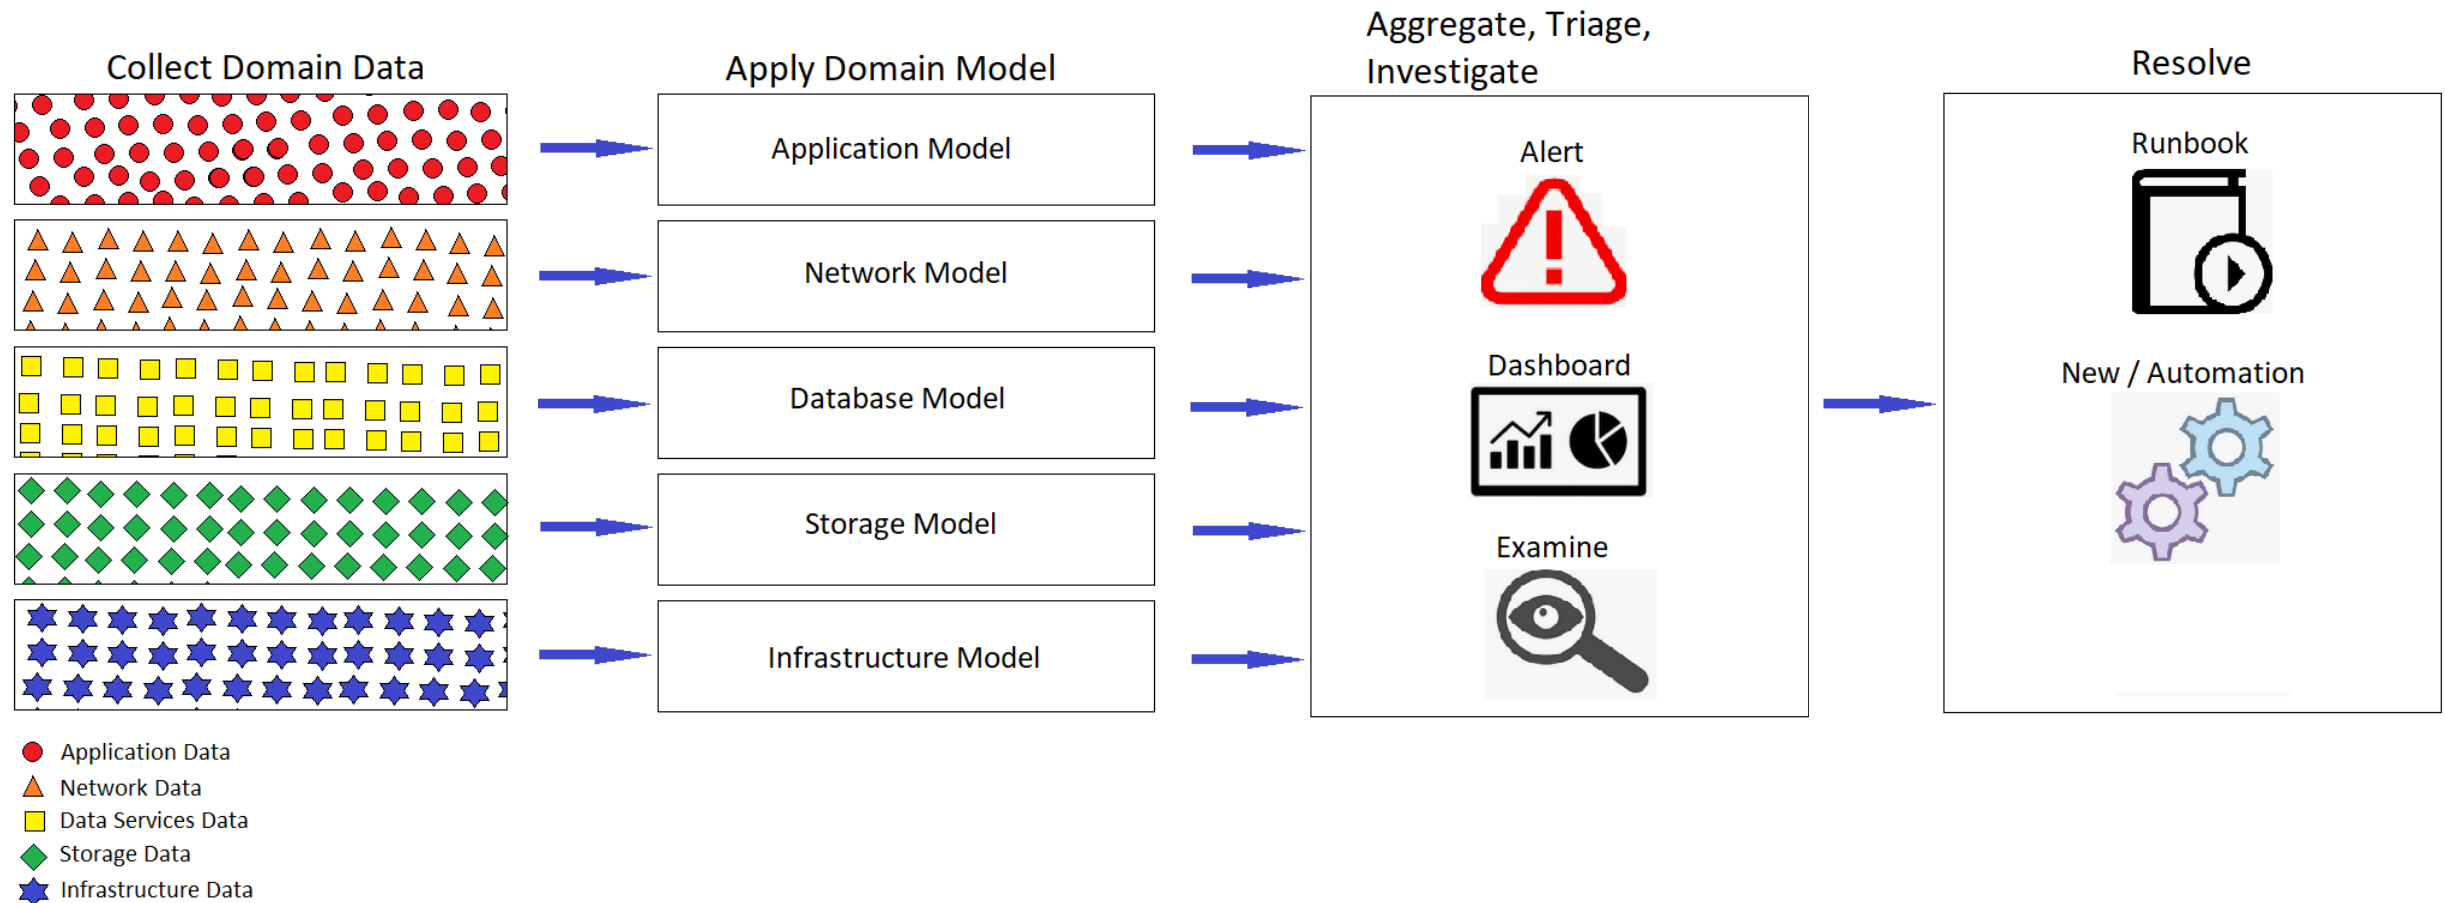 Collect Domain Data
Apply Domain Model
Aggregate, Triage,
Investigate
Resolve
Application Model
Network Model
Database Model
Storage Model
Infrastructure Model
Alert
Dashboard
Examine
Runbook
New / Automation
Application Data
Network Data
Data Services Data
Storage Data
Infrastructure Data